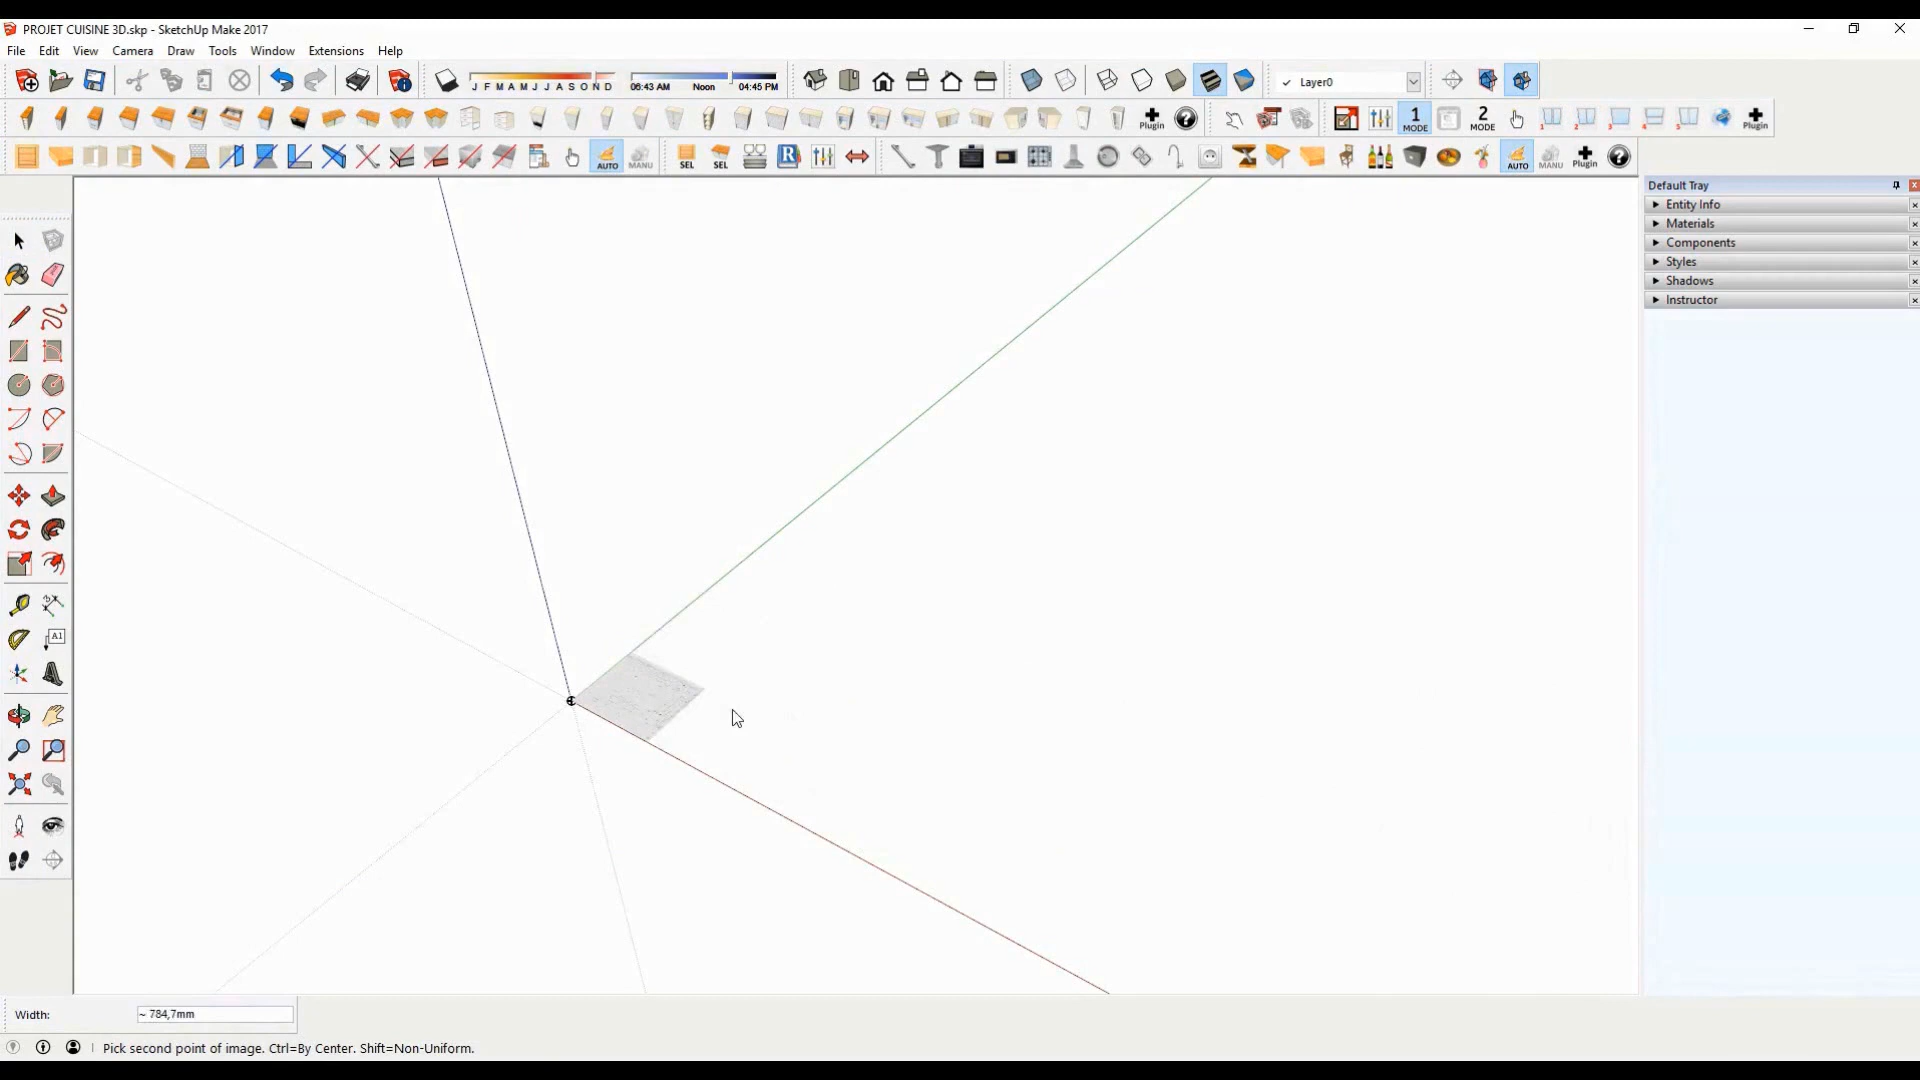 PROJET CUISINE 3D.skp - SketchUp Make 2017
File Edit View Camera Draw Tools Window Extensions Help
J F M A M J J A S O N D
06:43 AM Noon 04:45 PM
Layer0
Plugin
1 MODE
2 MODE
Plugin
AUTO MANU
SEL SEL
R
AUTO MANU
Plugin
Default Tray
Entity Info
Materials
Components
Styles
Shadows
Instructor
A1
Width: ~ 784,7mm
Pick second point of image. Ctrl=By Center. Shift=Non-Uniform.